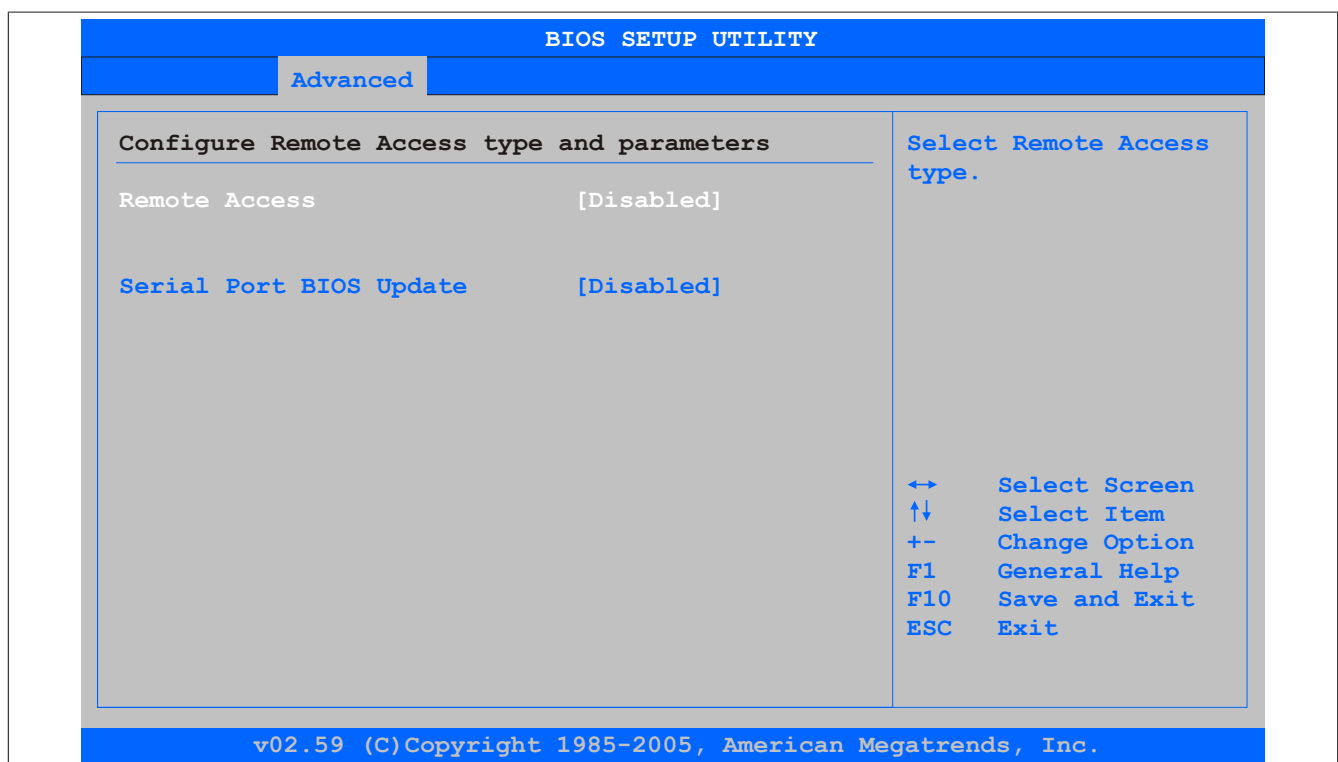 BIOS SETUP UTILITY
Advanced
Configure Remote Access type and parameters
Remote Access [Disabled]
Serial Port BIOS Update [Disabled]
Select Remote Access
type.
↔ Select Screen
↑↓ Select Item
+- Change Option
F1 General Help
F10 Save and Exit
ESC Exit
v02.59 (C)Copyright 1985-2005, American Megatrends, Inc.